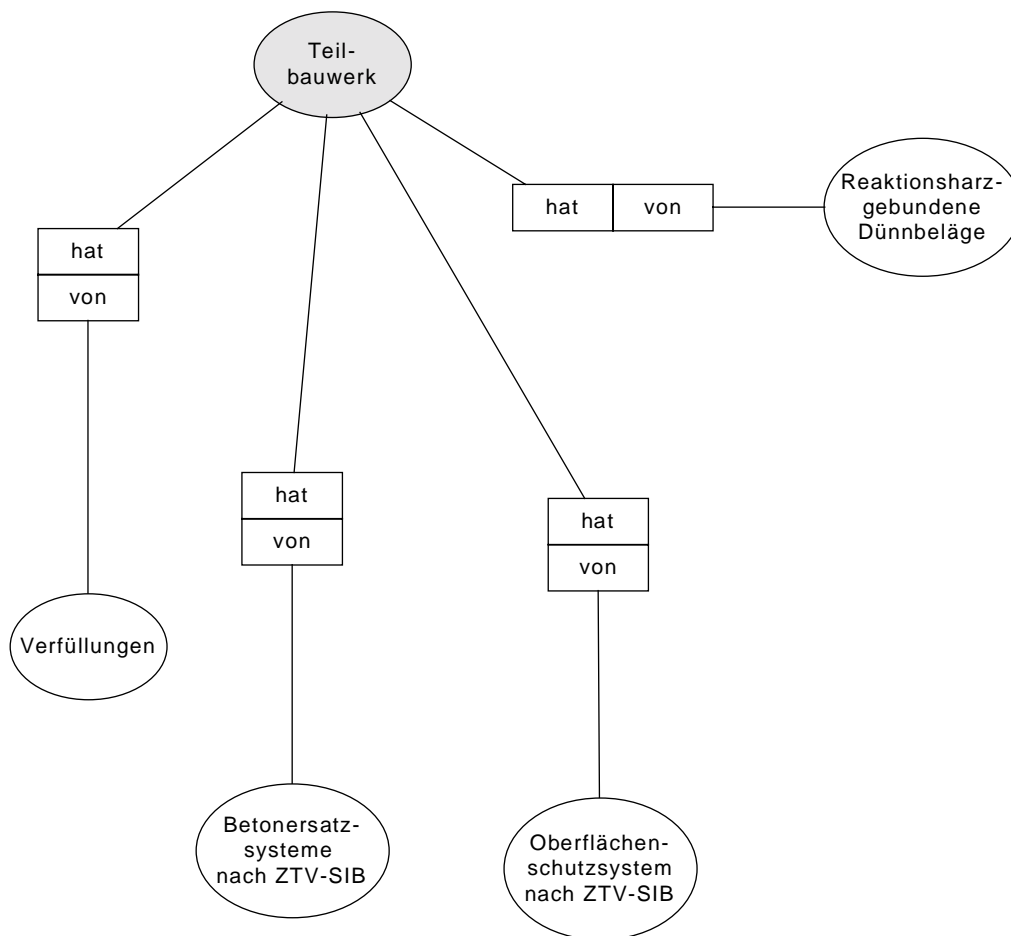 Teil-
bauwerk
Reaktionsharz-
gebundene
Dünnbeläge
hat
von
hat
von
hat
von
hat
von
Verfüllungen
Betonersatz-
systeme
nach ZTV-SIB
Oberflächen-
schutzsystem
nach ZTV-SIB